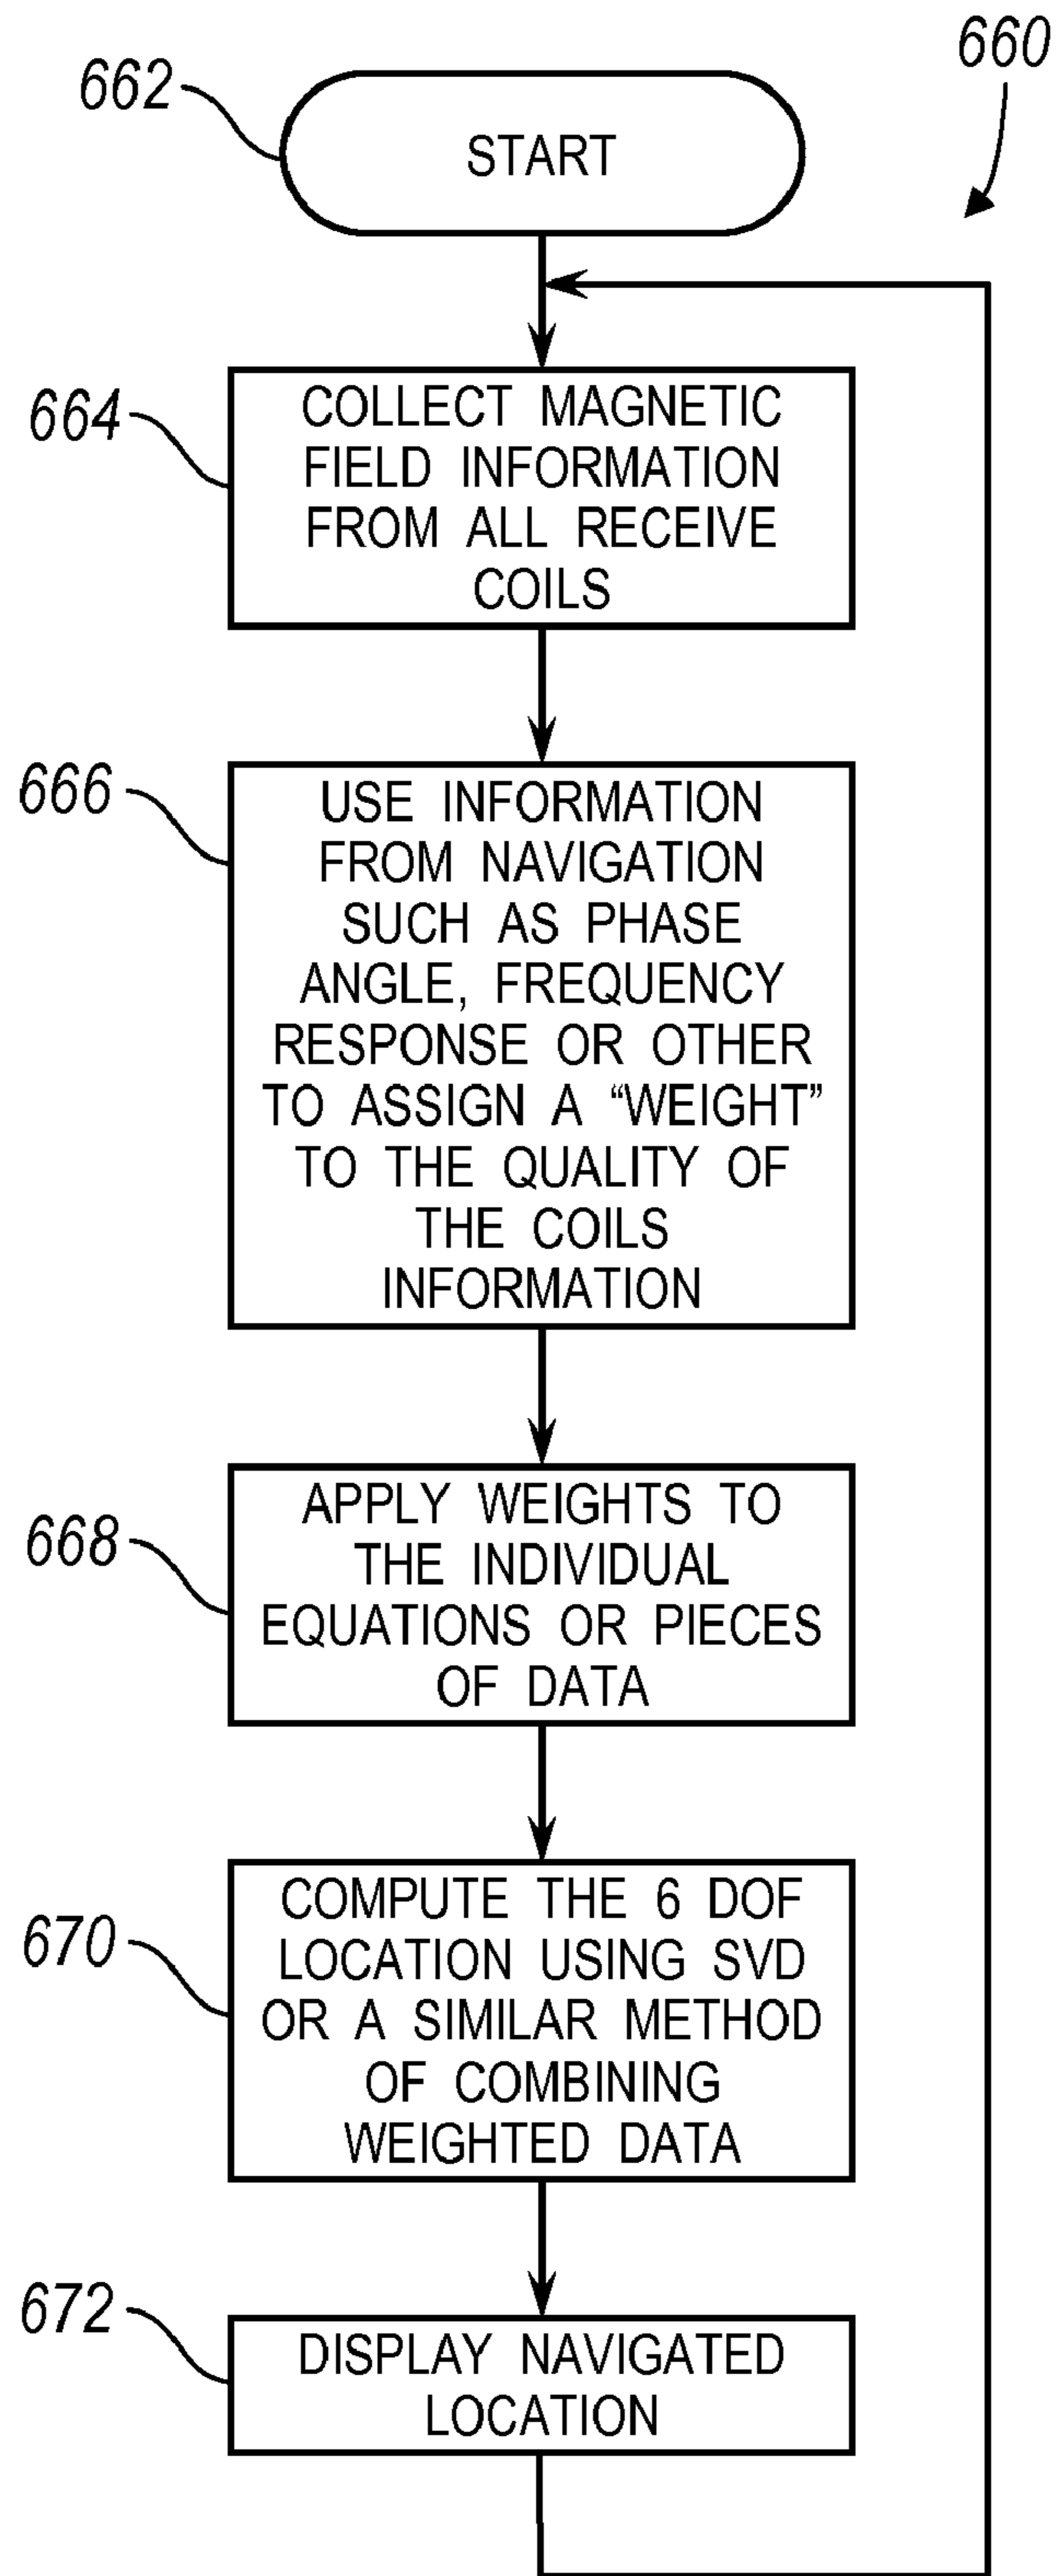 660
662
START
664
COLLECT MAGNETIC
FIELD INFORMATION
FROM ALL RECEIVE
COILS
666
USE INFORMATION
FROM NAVIGATION
SUCH AS PHASE
ANGLE, FREQUENCY
RESPONSE OR OTHER
TO ASSIGN A “WEIGHT”
TO THE QUALITY OF
THE COILS
INFORMATION
668
APPLY WEIGHTS TO
THE INDIVIDUAL
EQUATIONS OR PIECES
OF DATA
670
COMPUTE THE 6 DOF
LOCATION USING SVD
OR A SIMILAR METHOD
OF COMBINING
WEIGHTED DATA
672
DISPLAY NAVIGATED
LOCATION